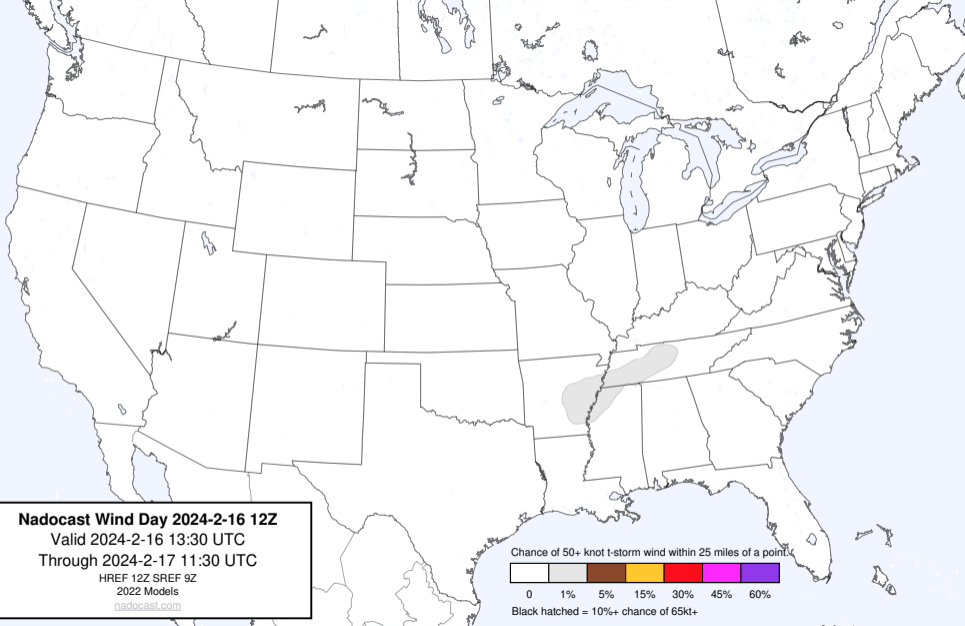 Nadocast Wind Day 2024-2-16 12Z
Valid 2024-2-16 13:30 UTC
Through 2024-2-17 11:30 UTC
HREF 12Z SREF 9Z
2022 Models
nadocast.com
Chance of 50+ knot t-storm wind within 25 miles of a point.
0 1% 5% 15% 30% 45% 60%
Black hatched = 10%+ chance of 65kt+